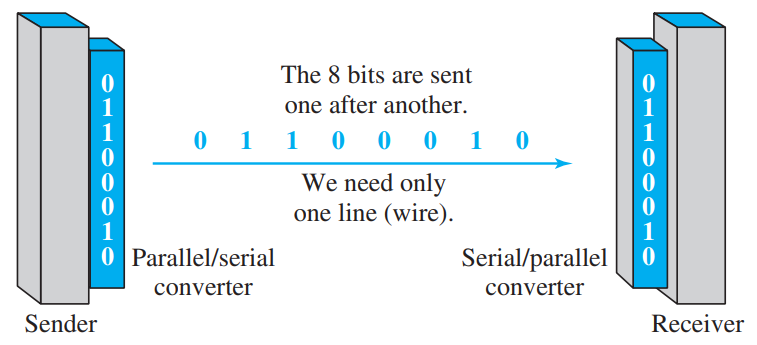 The 8 bits are sent
one after another.
0 1 1 0 0 0 1 0
We need only
one line (wire).
0
1
1
0
0
0
1
0
Parallel/serial
converter
Sender
0
1
1
0
0
0
1
0
Serial/parallel
converter
Receiver